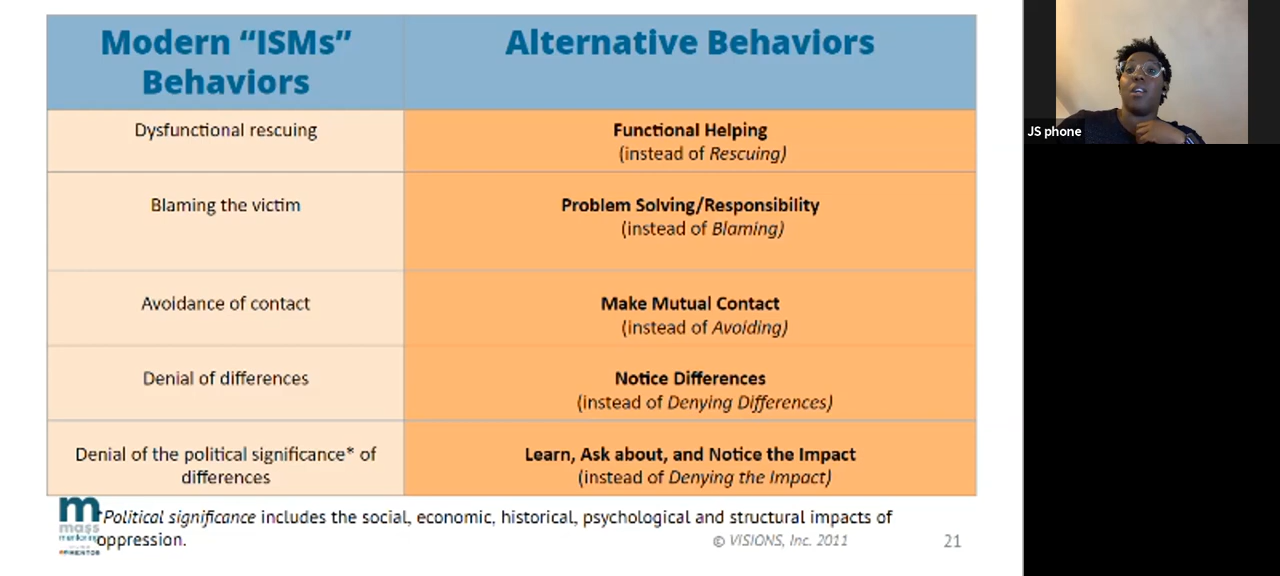 Modern “ISMs”
Behaviors
Alternative Behaviors
Dysfunctional rescuing
Functional Helping
(instead of Rescuing)
Blaming the victim
Problem Solving/Responsibility
(instead of Blaming)
Avoidance of contact
Make Mutual Contact
(instead of Avoiding)
Denial of differences
Notice Differences
(instead of Denying Differences)
Denial of the political significance* of
differences
Learn, Ask about, and Notice the Impact
(instead of Denying the Impact)
*Political significance includes the social, economic, historical, psychological and structural impacts of
oppression.
m
mass
mentoring
MENTOR
© VISIONS, Inc. 2011
21
JS phone